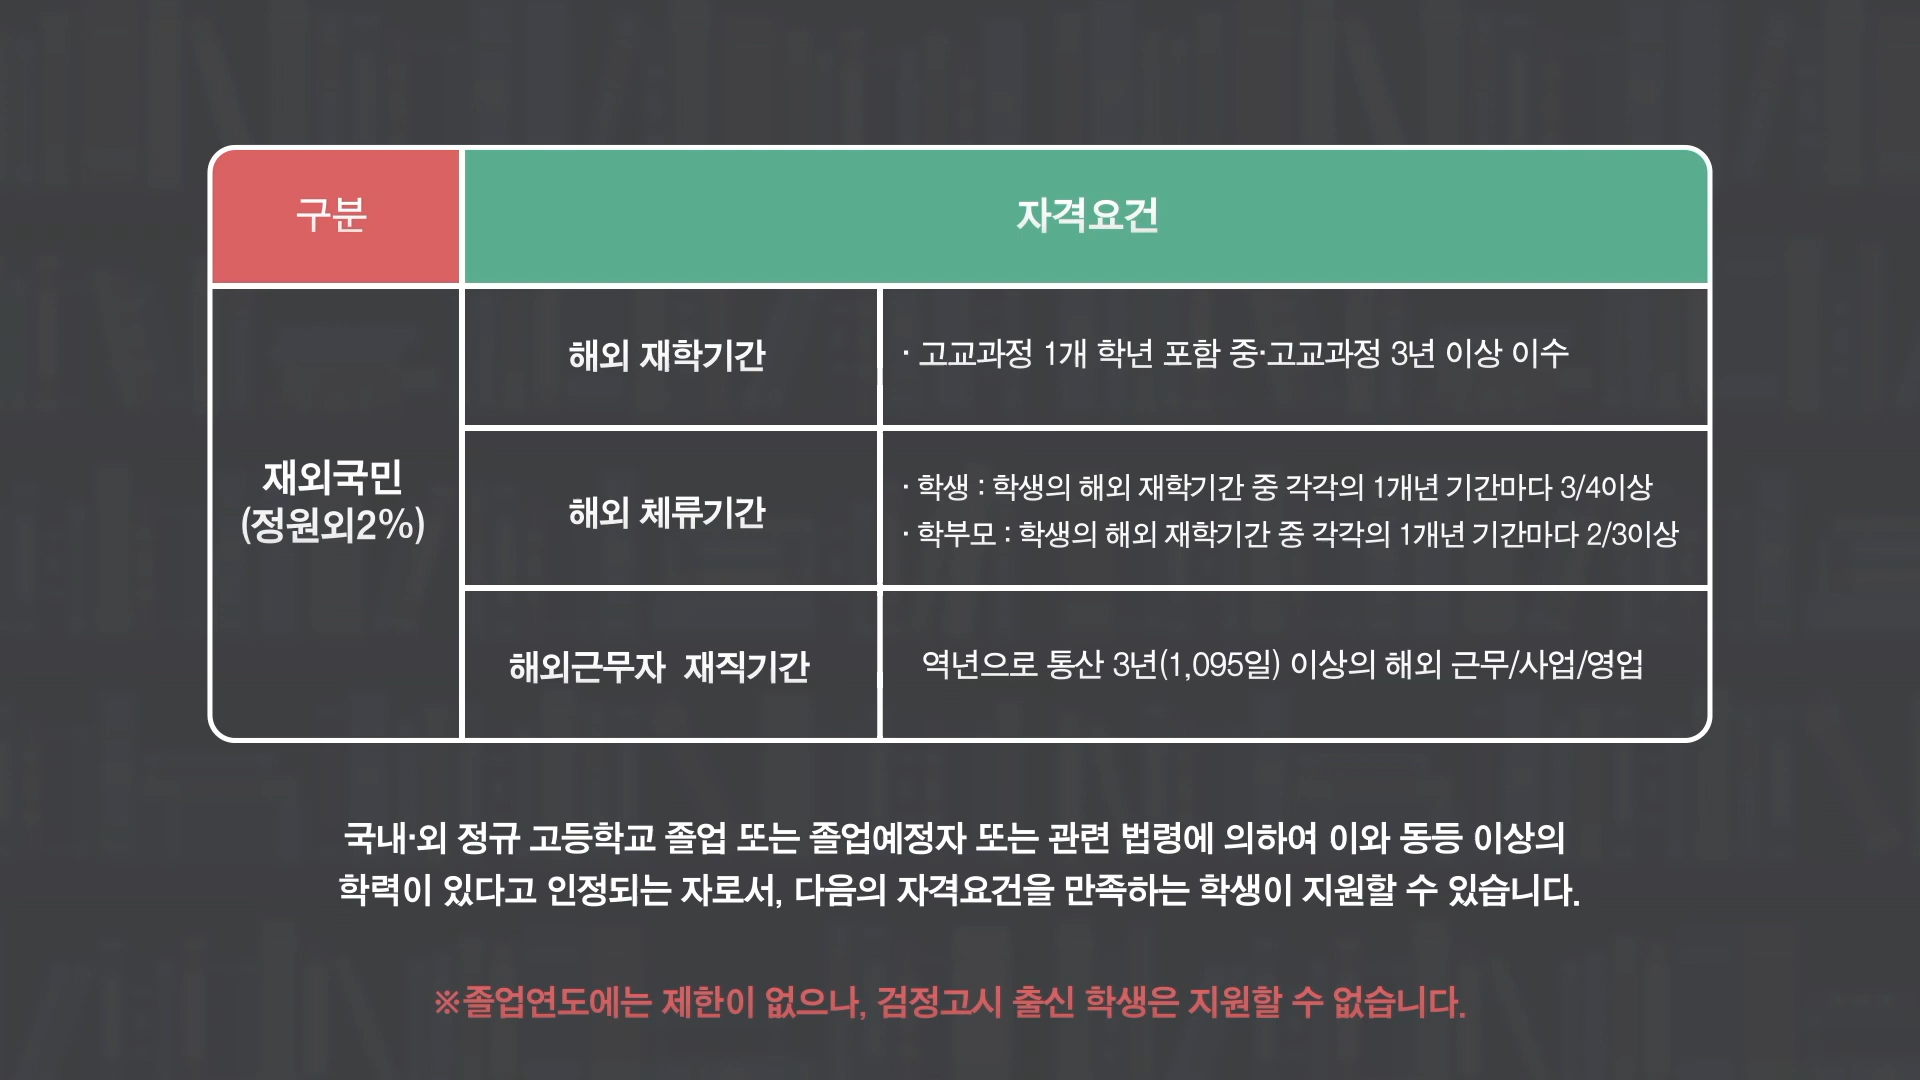 구분
자격요건
재외국민
(정원외2%)
해외 재학기간
· 고교과정 1개 학년 포함 중·고교과정 3년 이상 이수
해외 체류기간
· 학생 : 학생의 해외 재학기간 중 각각의 1개년 기간마다 3/4이상
· 학부모 : 학생의 해외 재학기간 중 각각의 1개년 기간마다 2/3이상
해외근무자 재직기간
역년으로 통산 3년(1,095일) 이상의 해외 근무/사업/영업
국내·외 정규 고등학교 졸업 또는 졸업예정자 또는 관련 법령에 의하여 이와 동등 이상의
학력이 있다고 인정되는 자로서, 다음의 자격요건을 만족하는 학생이 지원할 수 있습니다.
※졸업연도에는 제한이 없으나, 검정고시 출신 학생은 지원할 수 없습니다.